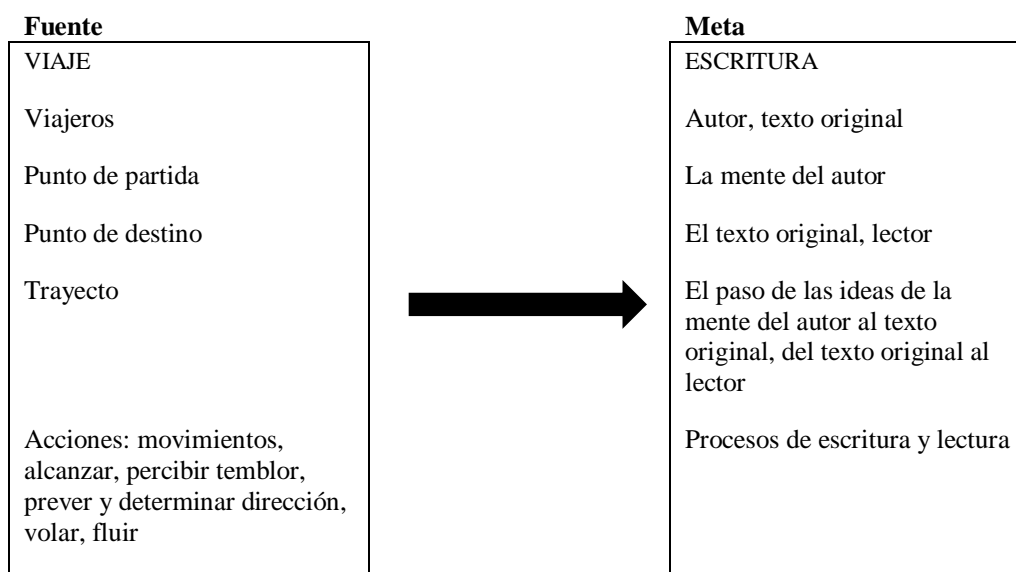 Fuente
VIAJE
Viajeros
Punto de partida
Punto de destino
Trayecto
Acciones: movimientos,
alcanzar, percibir temblor,
prever y determinar dirección,
volar, fluir
Meta
ESCRITURA
Autor, texto original
La mente del autor
El texto original, lector
El paso de las ideas de la
mente del autor al texto
original, del texto original al
lector
Procesos de escritura y lectura